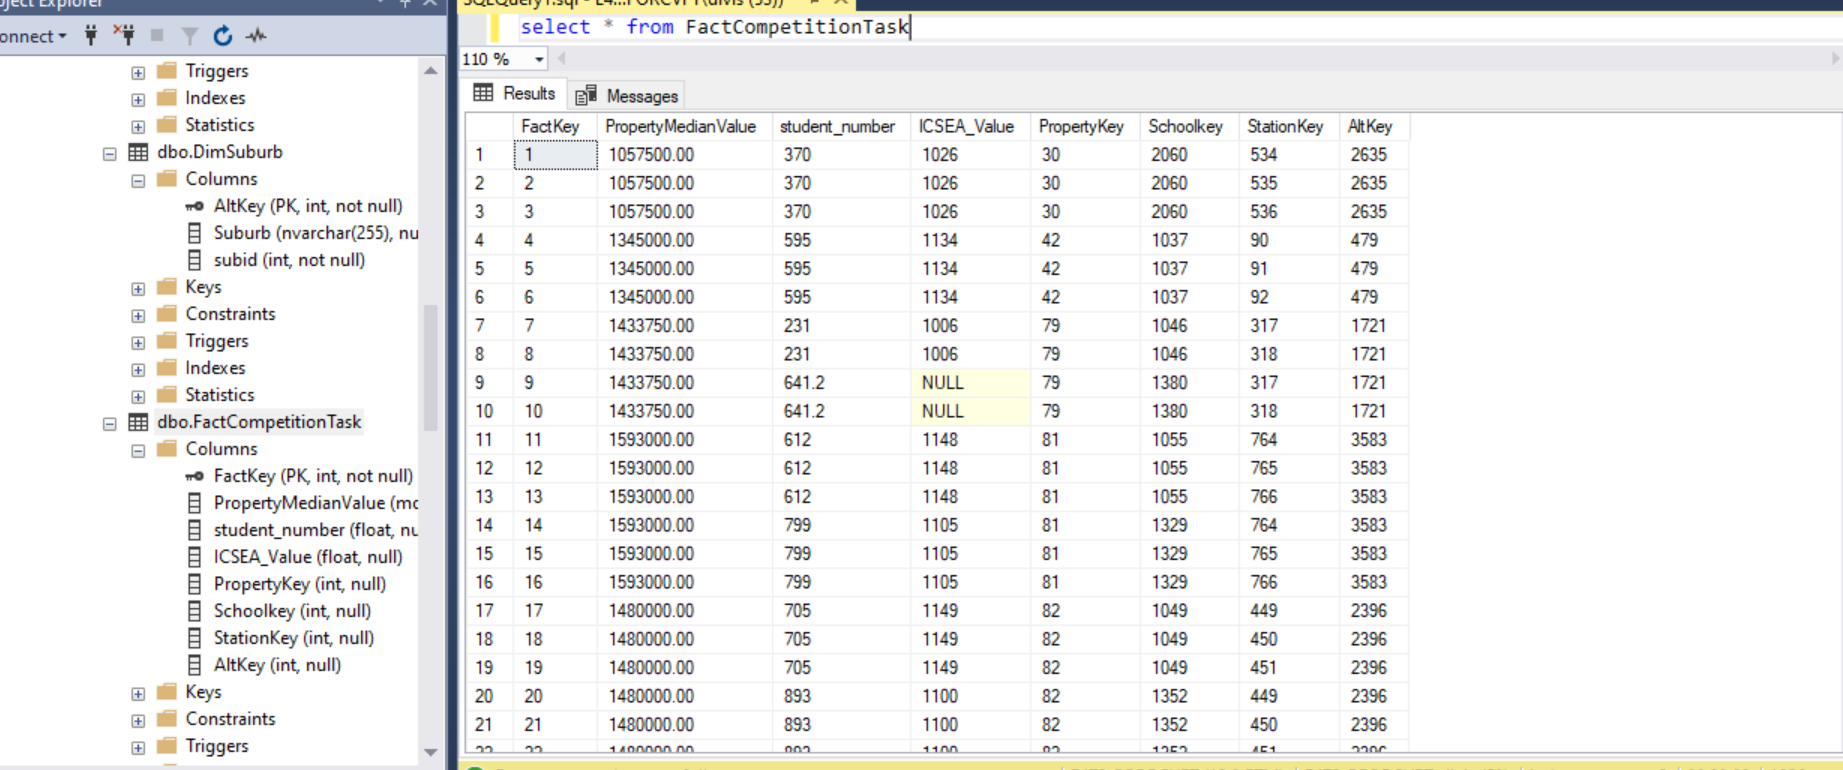 ject Explorer
onnect
Triggers
Indexes
Statistics
dbo.DimSuburb
Columns
AltKey (PK, int, not null)
Suburb (nvarchar(255), nu
subid (int, not null)
Keys
Constraints
Triggers
Indexes
Statistics
dbo.FactCompetitionTask
Columns
FactKey (PK, int, not null)
PropertyMedianValue (mo
student_number (float, nu
ICSEA_Value (float, null)
PropertyKey (int, null)
Schoolkey (int, null)
StationKey (int, null)
AltKey (int, null)
Keys
Constraints
Triggers
select * from FactCompetitionTask
110 %
Results Messages
FactKey PropertyMedianValue student_number ICSEA_Value PropertyKey Schoolkey StationKey AltKey
1 1 1057500.00 370 1026 30 2060 534 2635
2 2 1057500.00 370 1026 30 2060 535 2635
3 3 1057500.00 370 1026 30 2060 536 2635
4 4 1345000.00 595 1134 42 1037 90 479
5 5 1345000.00 595 1134 42 1037 91 479
6 6 1345000.00 595 1134 42 1037 92 479
7 7 1433750.00 231 1006 79 1046 317 1721
8 8 1433750.00 231 1006 79 1046 318 1721
9 9 1433750.00 641.2 NULL 79 1380 317 1721
10 10 1433750.00 641.2 NULL 79 1380 318 1721
11 11 1593000.00 612 1148 81 1055 764 3583
12 12 1593000.00 612 1148 81 1055 765 3583
13 13 1593000.00 612 1148 81 1055 766 3583
14 14 1593000.00 799 1105 81 1329 764 3583
15 15 1593000.00 799 1105 81 1329 765 3583
16 16 1593000.00 799 1105 81 1329 766 3583
17 17 1480000.00 705 1149 82 1049 449 2396
18 18 1480000.00 705 1149 82 1049 450 2396
19 19 1480000.00 705 1149 82 1049 451 2396
20 20 1480000.00 893 1100 82 1352 449 2396
21 21 1480000.00 893 1100 82 1352 450 2396
22 22 1480000.00 893 1100 82 1352 451 2396